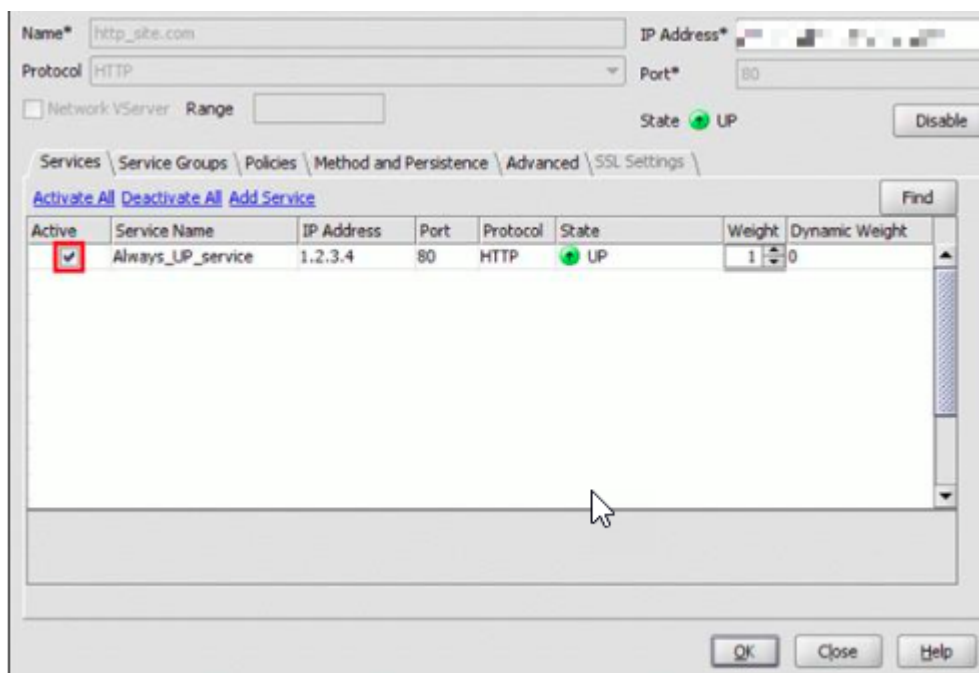 Name* http_site.com IP Address*
Protocol HTTP Port* 80
Network VServer Range
State UP Disable
Services Service Groups Policies Method and Persistence Advanced SSL Settings
Activate All Deactivate All Add Service Find
Active Service Name IP Address Port Protocol State Weight Dynamic Weight
Always_UP_service 1.2.3.4 80 HTTP UP 1 0
OK Close Help